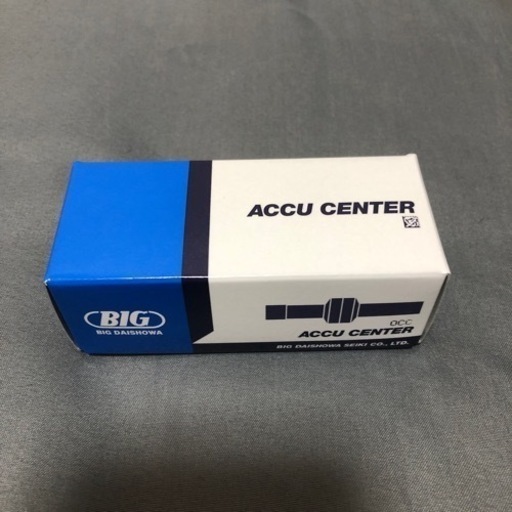 ACCU CENTER
BIG
BIG DAISHOWA
OCC
ACCU CENTER
BIG DAISHOWA SEIKI CO., LTD.